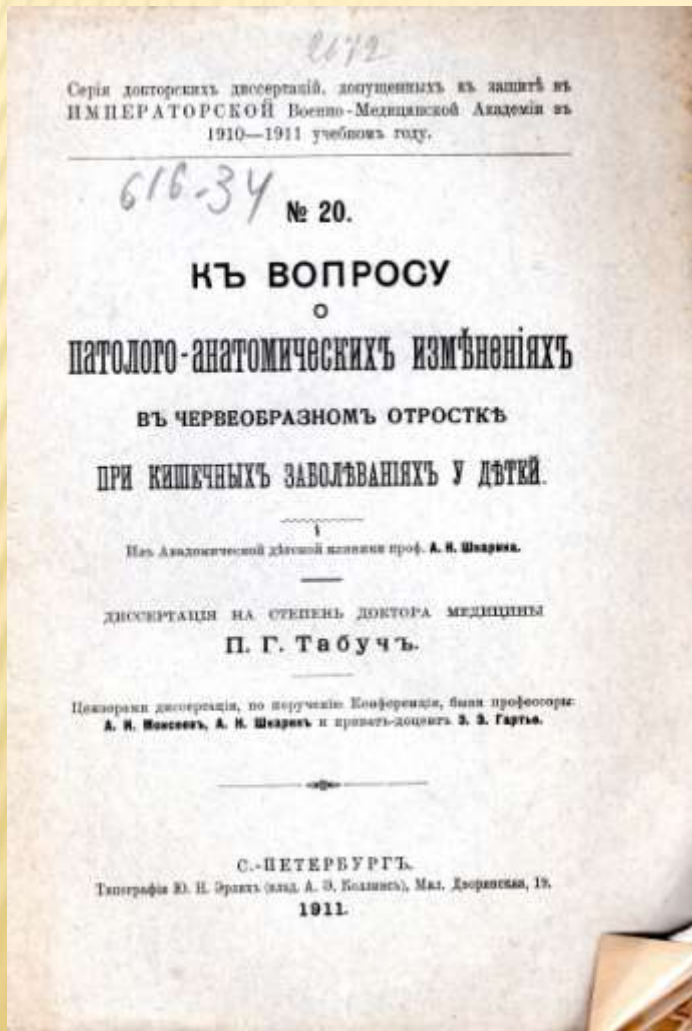 2072
Серія докторскихъ диссертацій, допущенныхъ къ защитѣ въ
ИМПЕРАТОРСКОЙ Военно-Медицинской Академіи въ
1910—1911 учебномъ году.
616-34
№ 20.
КЪ ВОПРОСУ
О
ПАТОЛОГО-АНАТОМИЧЕСКИХЪ ИЗМѢНЕНІЯХЪ
ВЪ ЧЕРВЕОБРАЗНОМЪ ОТРОСТКѢ
ПРИ КИШЕЧНЫХЪ ЗАБОЛѢВАНІЯХЪ У ДѢТЕЙ.
Изъ Академической дѣтской клиники проф. А. Н. Шкарина.
ДИССЕРТАЦІЯ НА СТЕПЕНЬ ДОКТОРА МЕДИЦИНЫ
П. Г. Табучъ.
Цензорами диссертаціи, по порученію Конференціи, были профессоры:
А. И. Моисеевъ, А. Н. Шкаринъ и приватъ-доцентъ Э. Э. Гартье.
С.-ПЕТЕРБУРГЪ.
Типографія Ю. Н. Эрлихъ (влад. А. Э. Коллинсъ), Мал. Дворянская, 19.
1911.